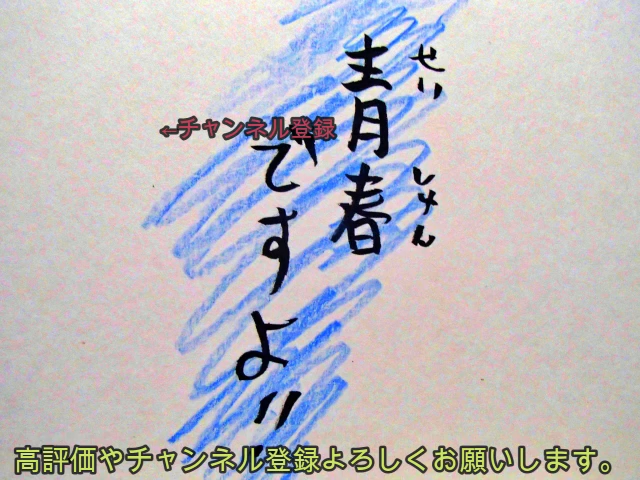 青春
せいしゅん
ですよ!!
←チャンネル登録
高評価やチャンネル登録よろしくお願いします。